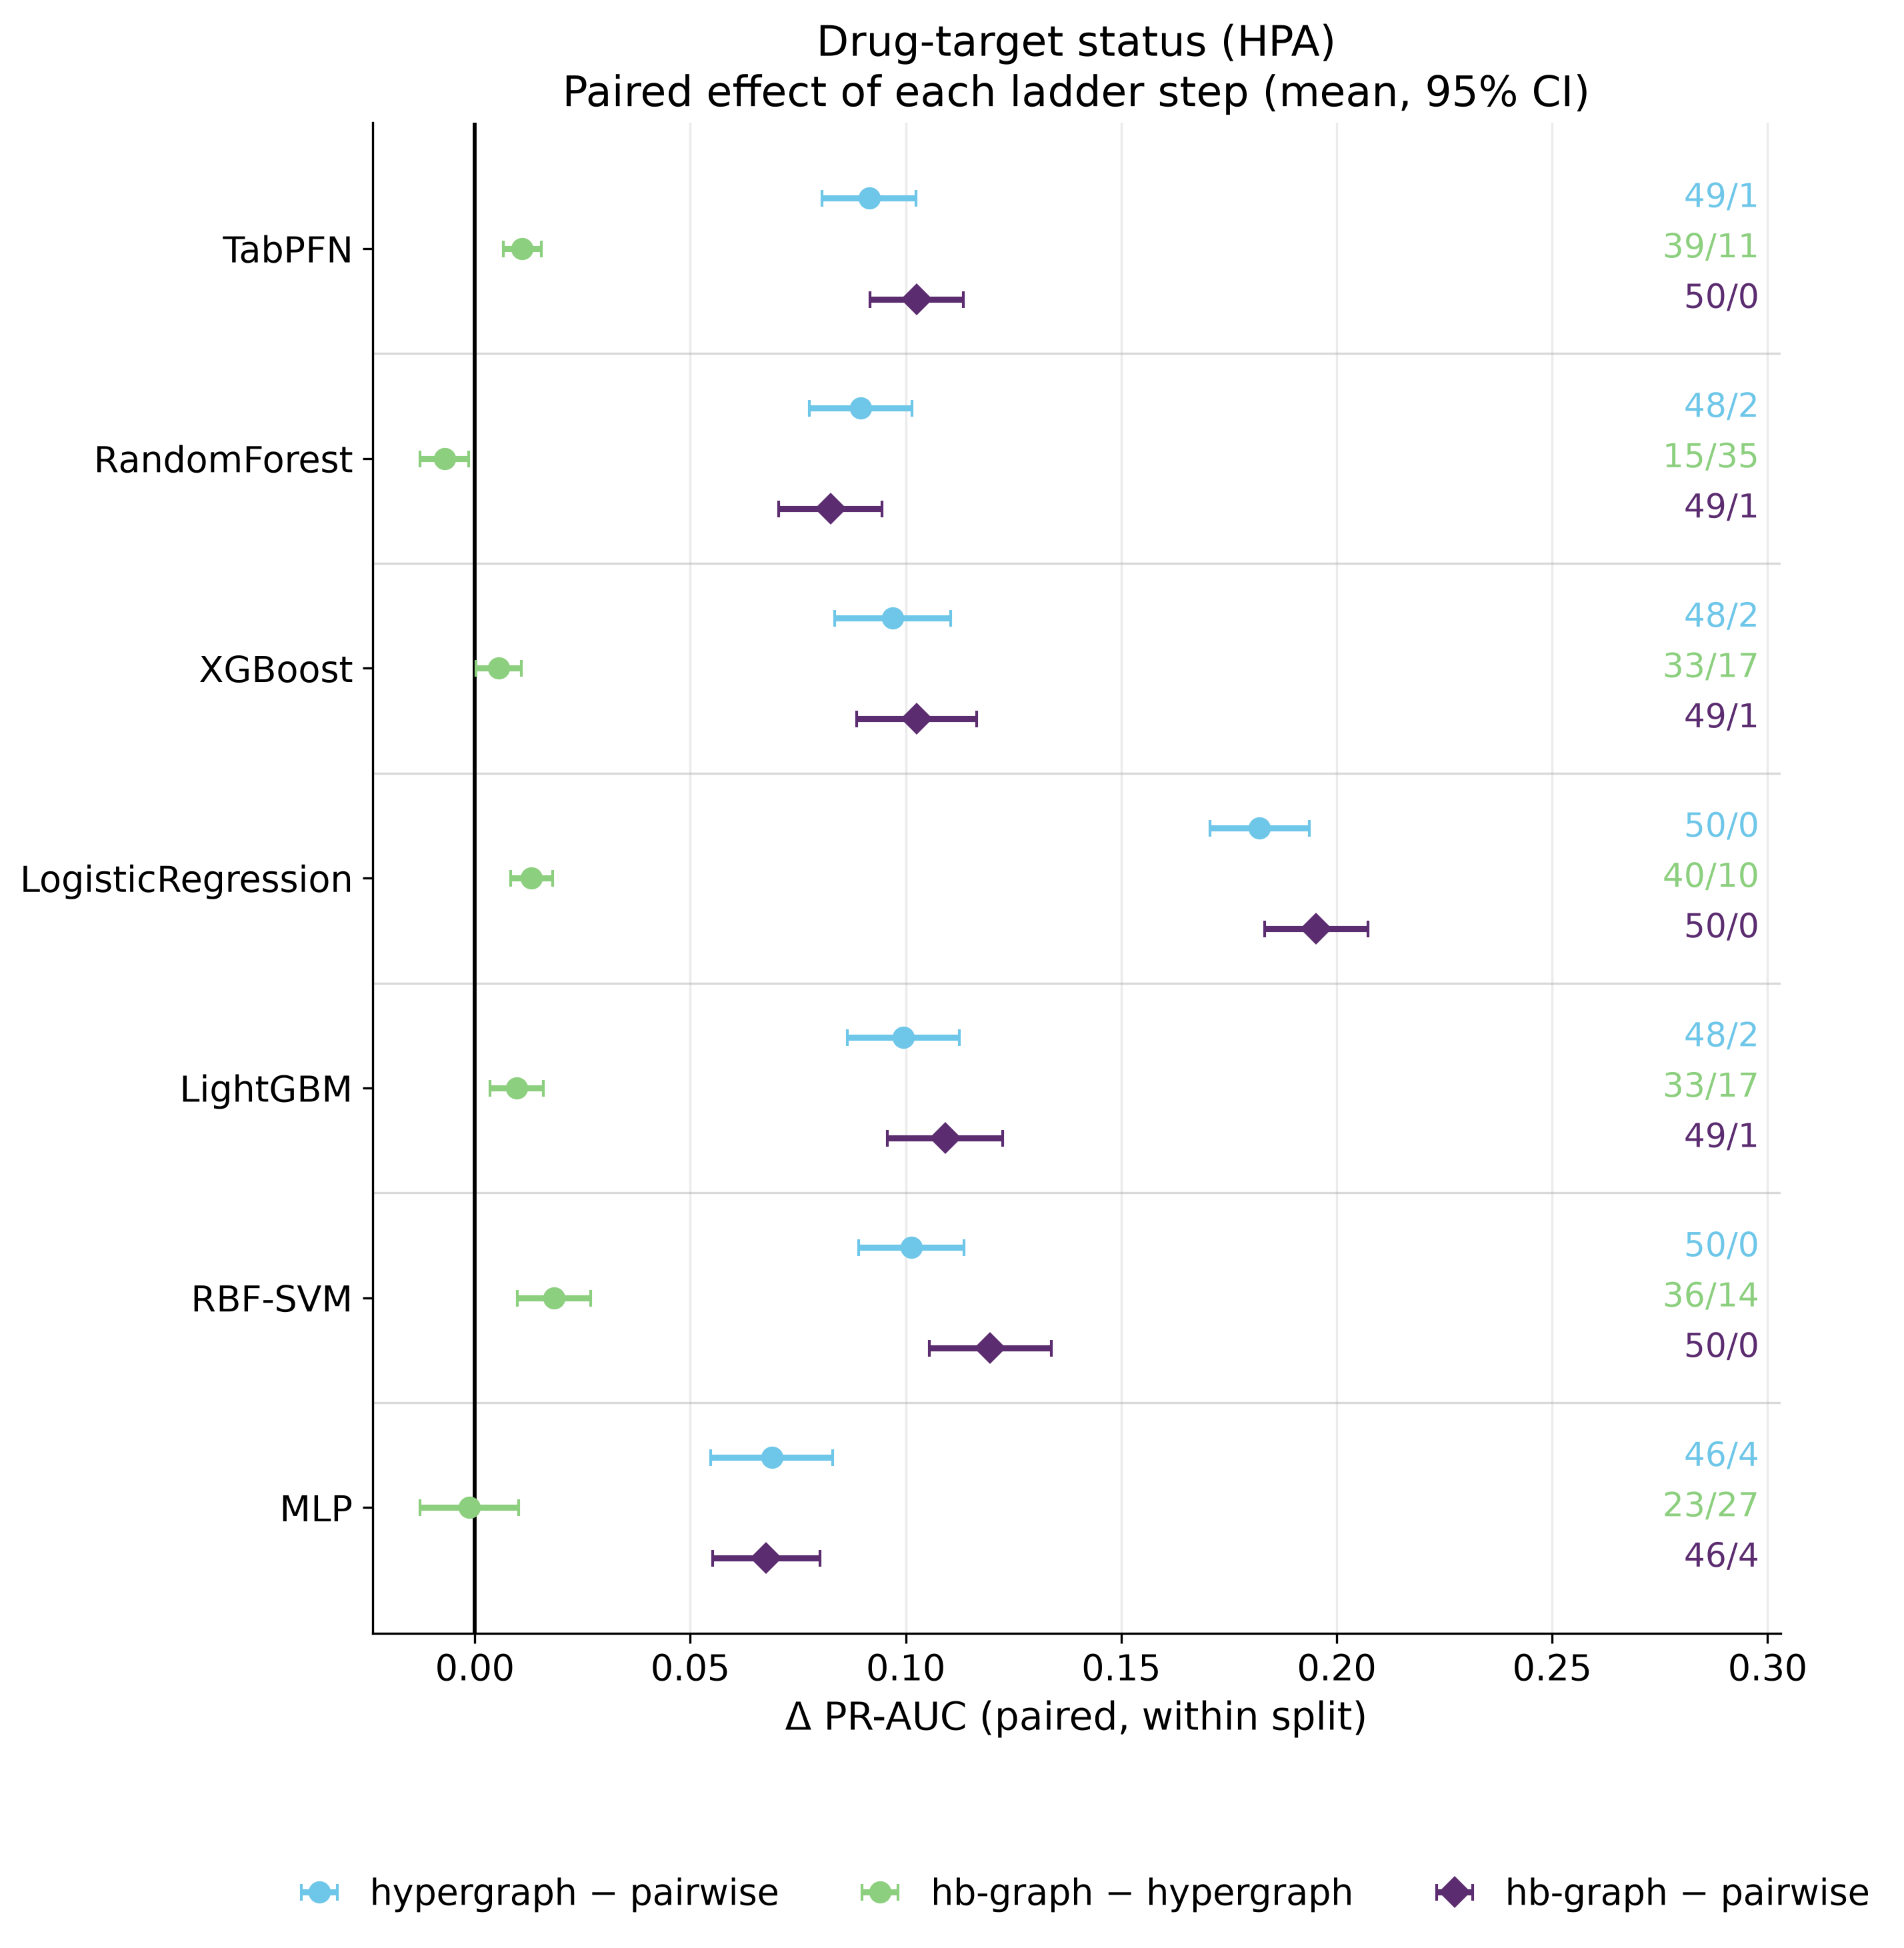 Drug-target status (HPA)
Paired effect of each ladder step (mean, 95% CI)
49/1
TabPFN
39/11
50/0
48/2
RandomForest
15/35
49/1
48/2
XGBoost
33/17
49/1
50/0
LogisticRegression
40/10
50/0
48/2
LightGBM
33/17
49/1
50/0
RBF-SVM
36/14
50/0
46/4
MLP
23/27
46/4
0.00 0.05 0.10 0.15 0.20 0.25 0.30
Δ PR-AUC (paired, within split)
hypergraph − pairwise hb-graph − hypergraph hb-graph − pairwise